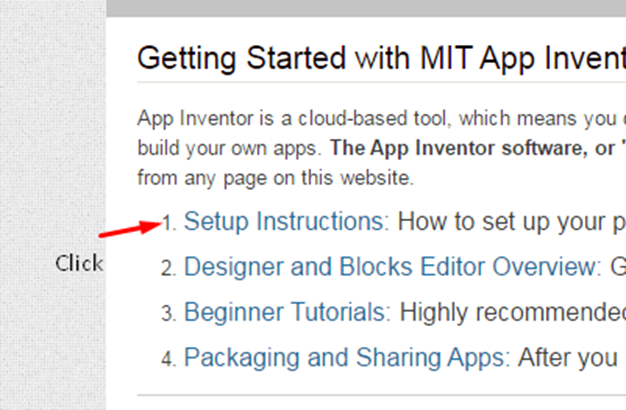 Getting Started with MIT App Invent
App Inventor is a cloud-based tool, which means you
build your own apps. The App Inventor software, or "
from any page on this website.
1. Setup Instructions: How to set up your p
Click
2. Designer and Blocks Editor Overview: G
3. Beginner Tutorials: Highly recommended
4. Packaging and Sharing Apps: After you